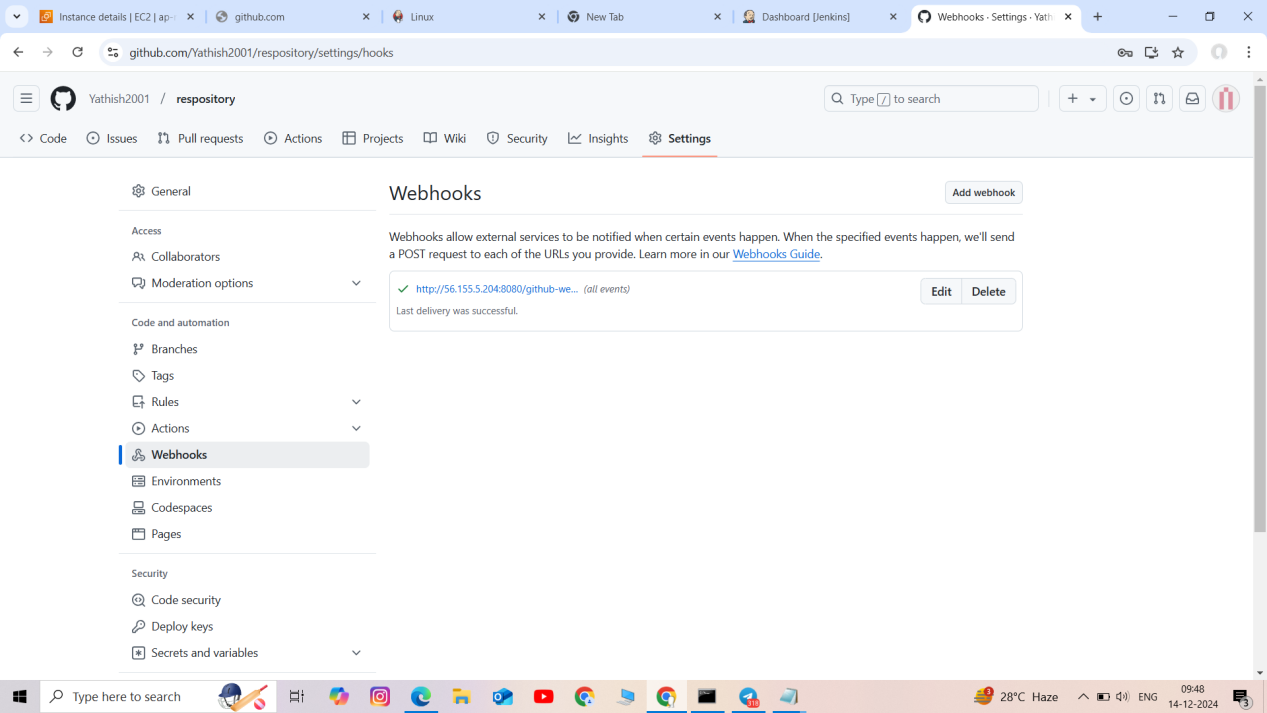 Instance details | EC2 | ap-
github.com
Linux
New Tab
Dashboard [Jenkins]
Webhooks · Settings · Yath
github.com/Yathish2001/respository/settings/hooks
Yathish2001 / respository
Type / to search
Code
Issues
Pull requests
Actions
Projects
Wiki
Security
Insights
Settings
General
Access
Collaborators
Moderation options
Code and automation
Branches
Tags
Rules
Actions
Webhooks
Environments
Codespaces
Pages
Security
Code security
Deploy keys
Secrets and variables
Webhooks
Add webhook
Webhooks allow external services to be notified when certain events happen. When the specified events happen, we'll send
a POST request to each of the URLs you provide. Learn more in our Webhooks Guide.
http://56.155.5.204:8080/github-we... (all events)
Edit
Delete
Last delivery was successful.
Type here to search
318
3
28°C Haze
ENG
09:48
14-12-2024
3